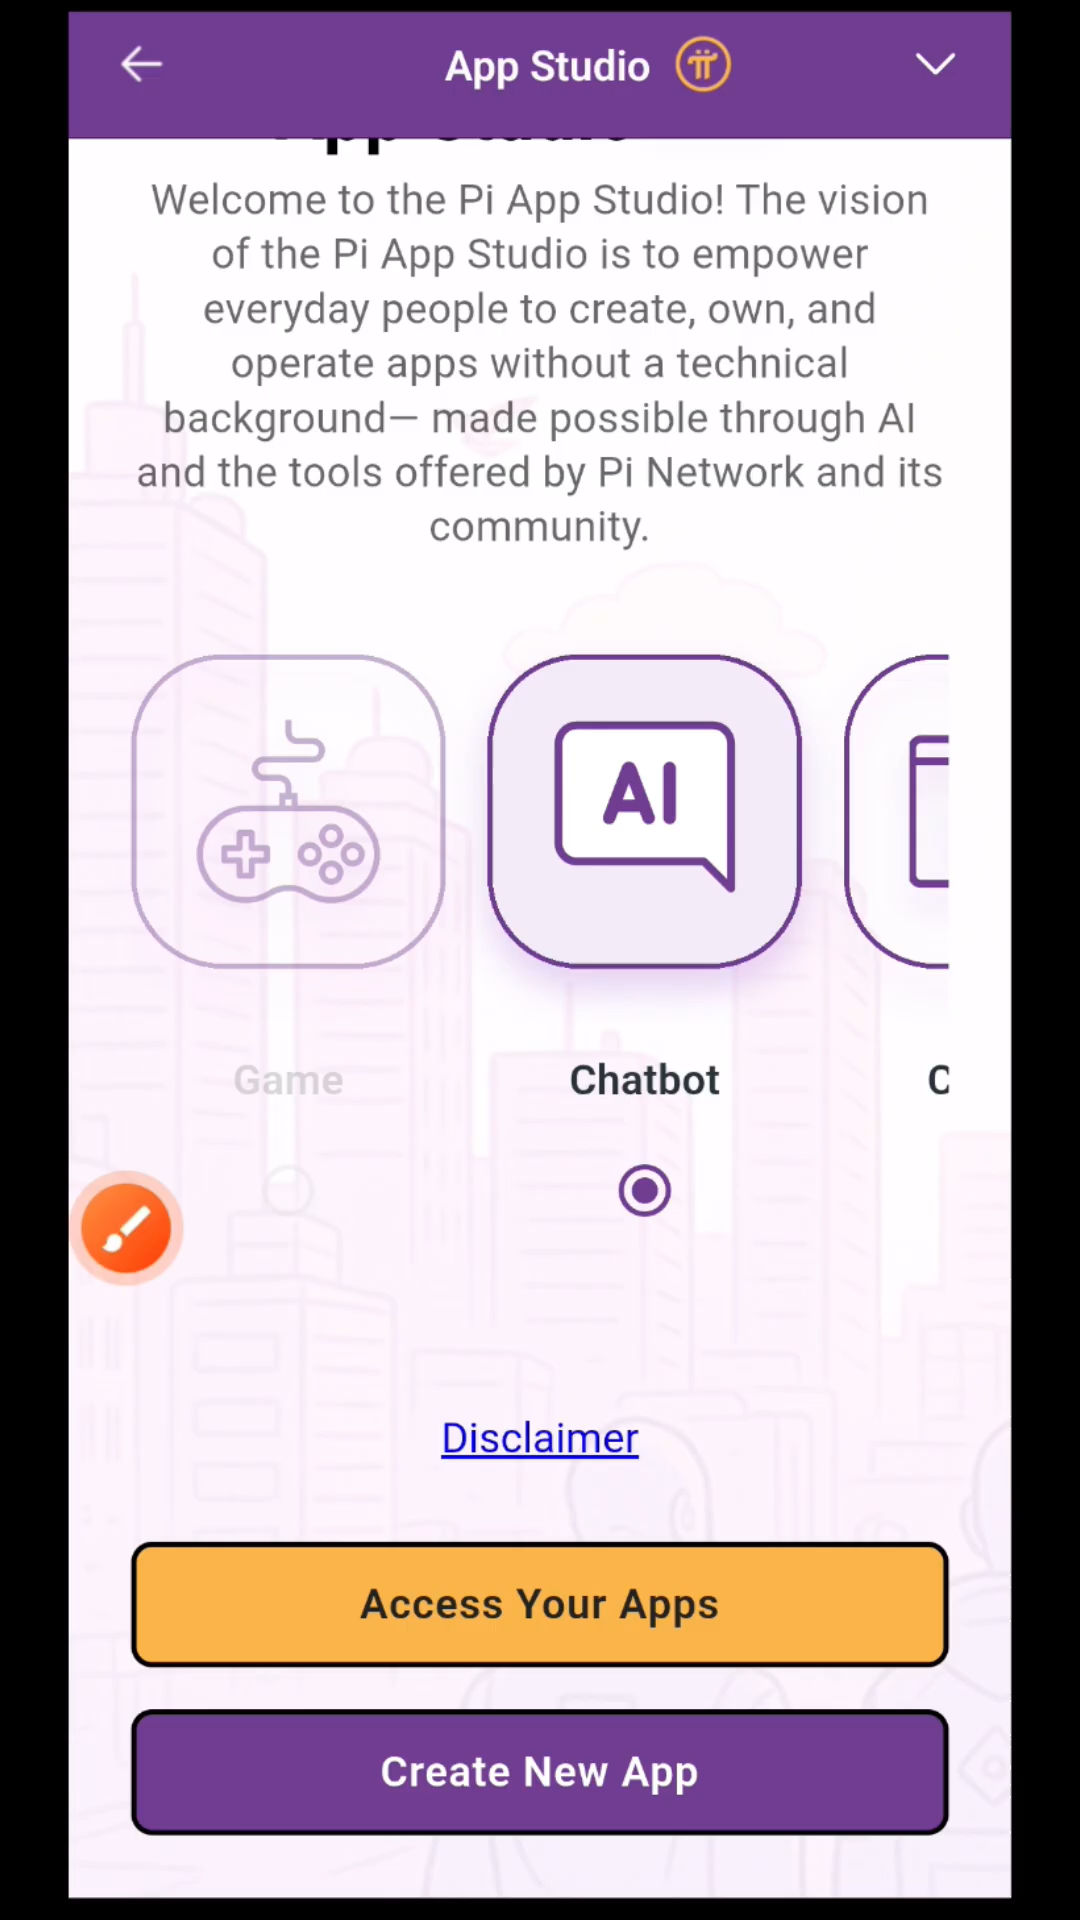 App Studio
App Studio
Welcome to the Pi App Studio! The vision
of the Pi App Studio is to empower
everyday people to create, own, and
operate apps without a technical
background— made possible through AI
and the tools offered by Pi Network and its
community.
AI
Game
Chatbot
C
Disclaimer
Access Your Apps
Create New App